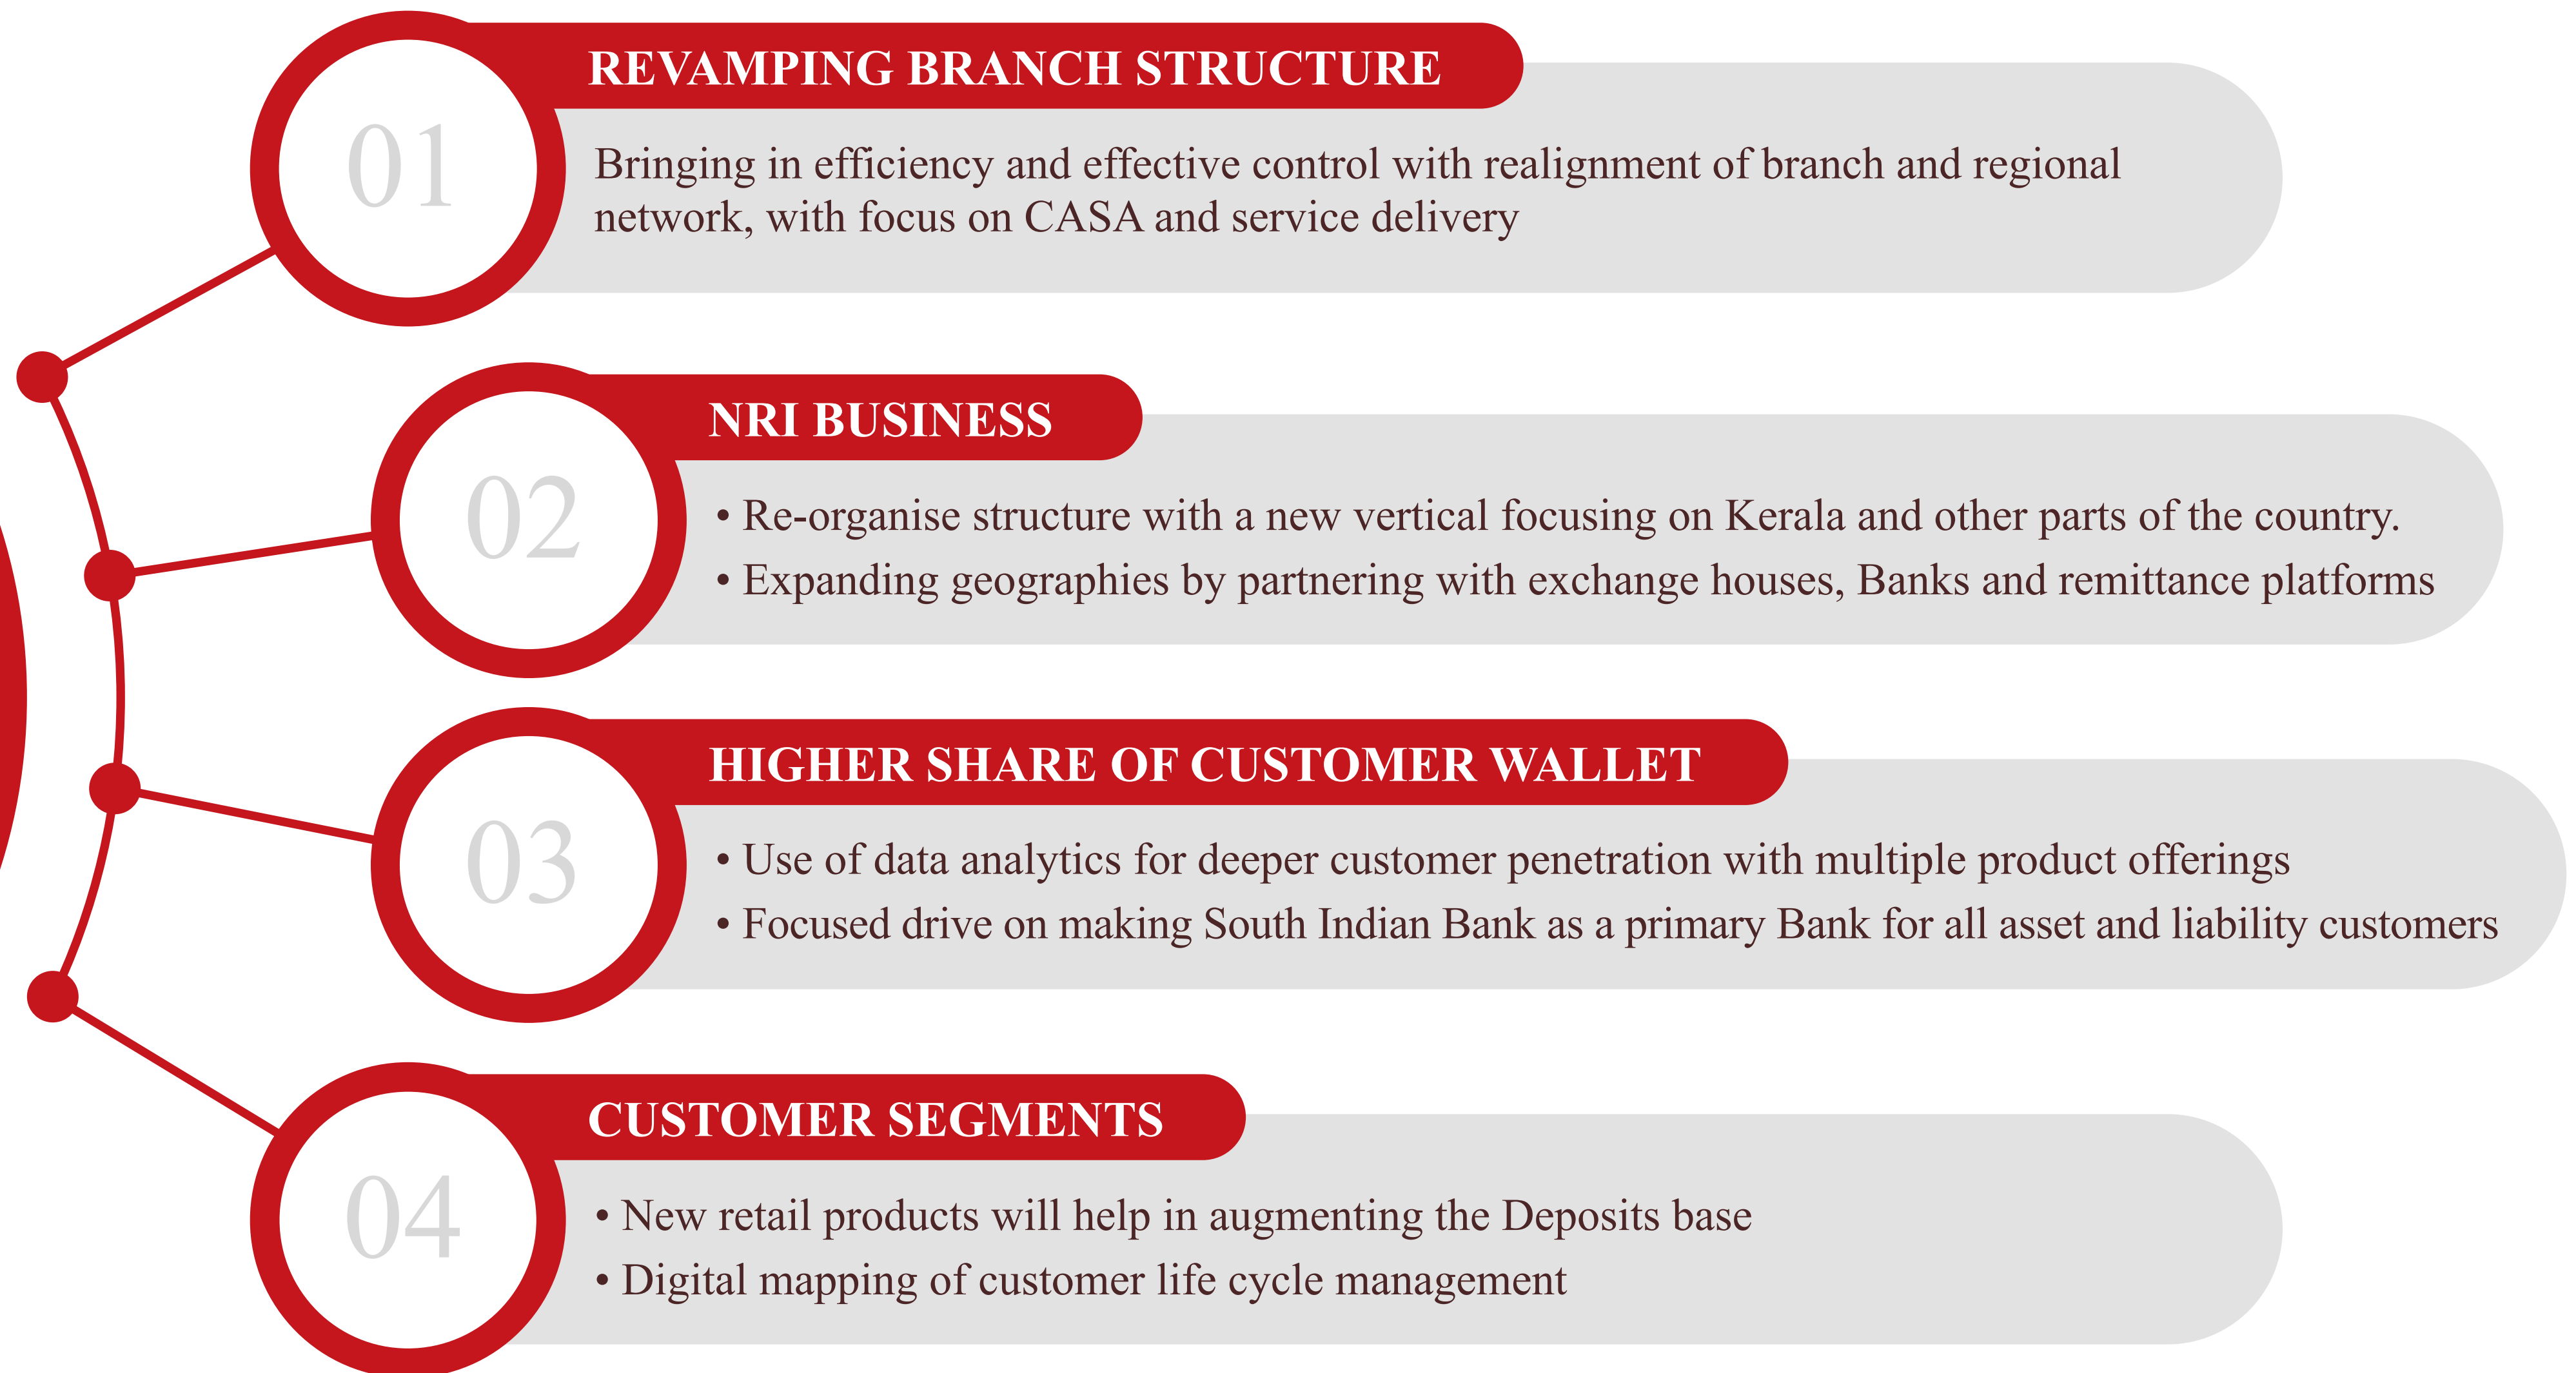 01
REVAMPING BRANCH STRUCTURE
Bringing in efficiency and effective control with realignment of branch and regional
network, with focus on CASA and service delivery
02
NRI BUSINESS
• Re-organise structure with a new vertical focusing on Kerala and other parts of the country.
• Expanding geographies by partnering with exchange houses, Banks and remittance platforms
03
HIGHER SHARE OF CUSTOMER WALLET
• Use of data analytics for deeper customer penetration with multiple product offerings
• Focused drive on making South Indian Bank as a primary Bank for all asset and liability customers
04
CUSTOMER SEGMENTS
• New retail products will help in augmenting the Deposits base
• Digital mapping of customer life cycle management